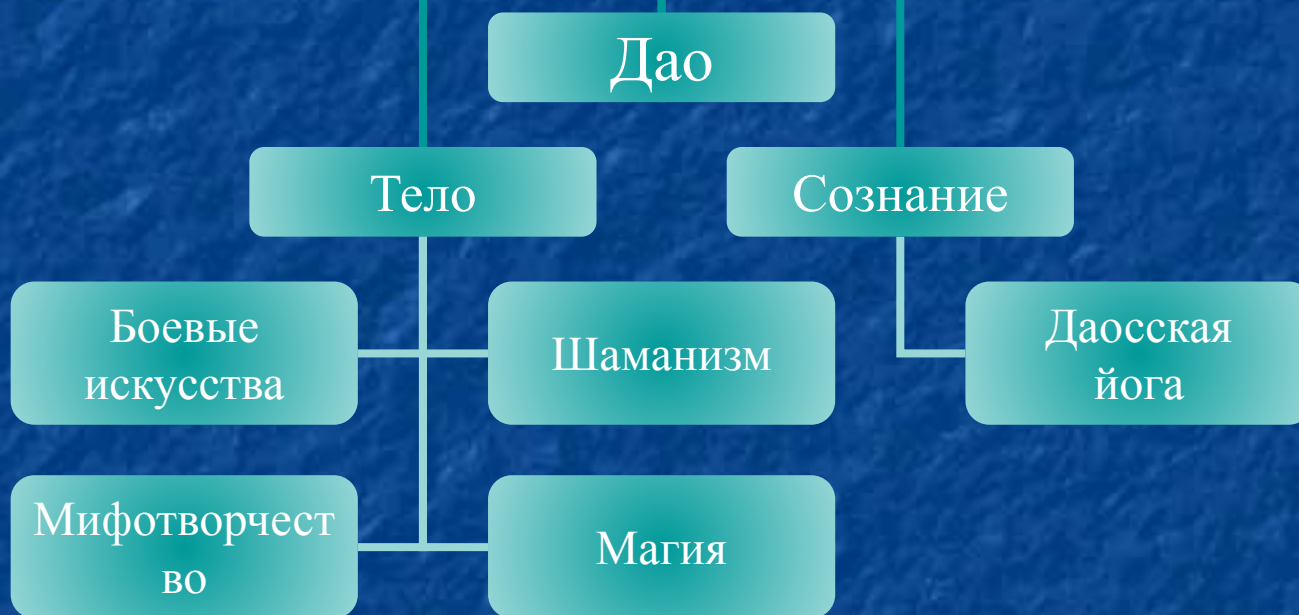 Дао
Тело
Сознание
Боевые
искусства
Шаманизм
Даосская
йога
Мифотворчест
во
Магия